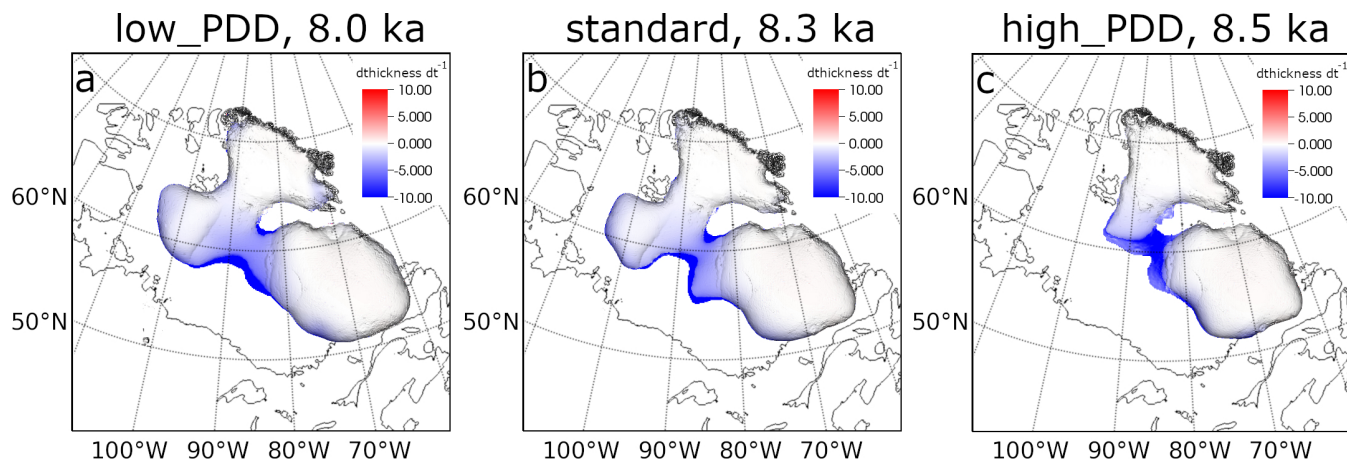 low_PDD, 8.0 ka
standard, 8.3 ka
high_PDD, 8.5 ka
a
dthickness dt⁻¹
10.00
5.000
0.000
-5.000
-10.00
b
dthickness dt⁻¹
10.00
5.000
0.000
-5.000
-10.00
c
dthickness dt⁻¹
10.00
5.000
0.000
-5.000
-10.00
60°N
50°N
60°N
50°N
60°N
50°N
100°W 90°W 80°W 70°W
100°W 90°W 80°W 70°W
100°W 90°W 80°W 70°W